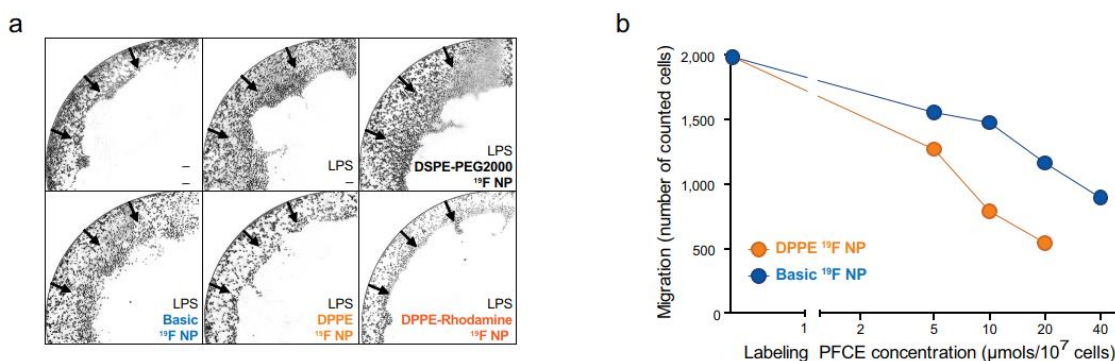 a
–
–
LPS
–
LPS
DSPE-PEG2000
¹⁹F NP
LPS
Basic
¹⁹F NP
LPS
DPPE
¹⁹F NP
LPS
DPPE-Rhodamine
¹⁹F NP
b
Migration (number of counted cells)
2,000
1,500
1,000
500
0
DPPE ¹⁹F NP
Basic ¹⁹F NP
1 2 5 10 20 40
Labeling PFCE concentration (μmols/10⁷ cells)